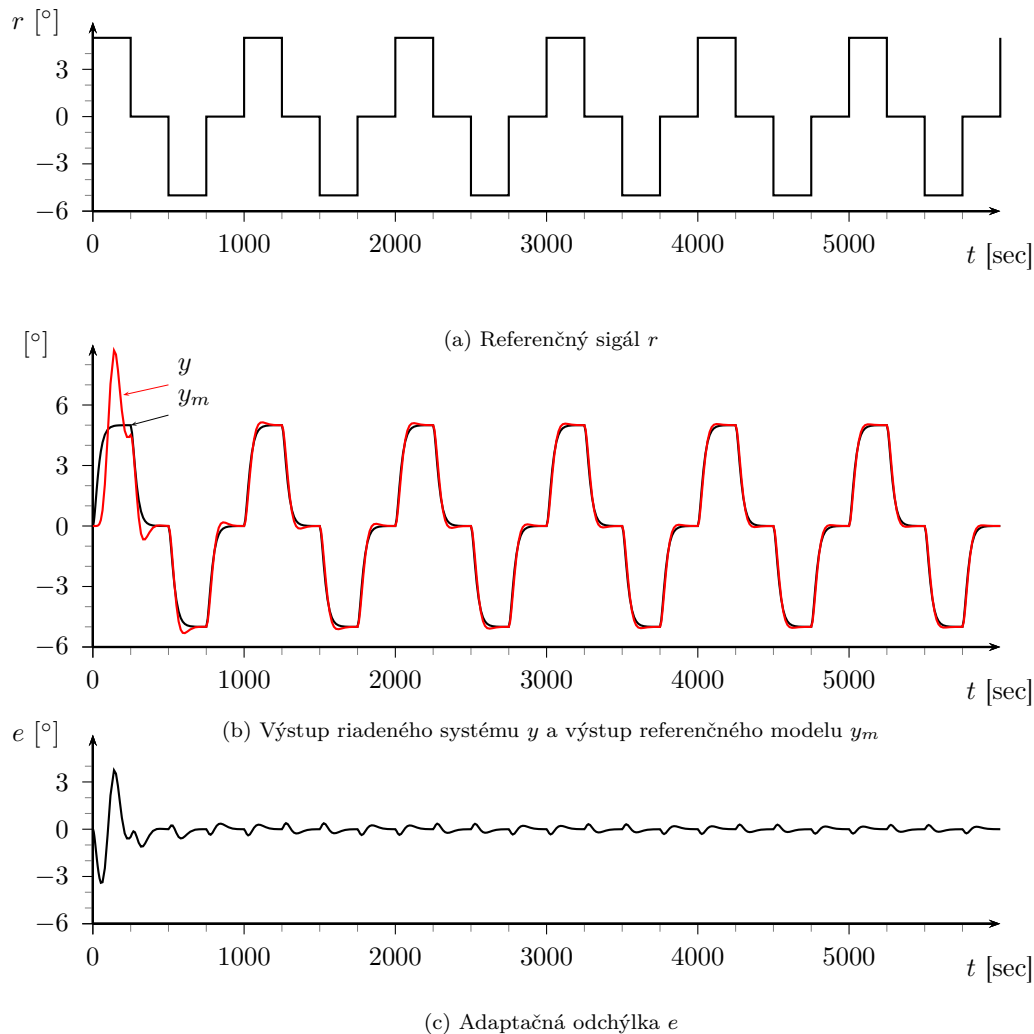 r [°]
3
0
−3
−6
0 1000 2000 3000 4000 5000
t [sec]
(a) Referenčný sigál r
[°]
y
y_m
6
3
0
−3
−6
0 1000 2000 3000 4000 5000
t [sec]
(b) Výstup riadeného systému y a výstup referenčného modelu y_m
e [°]
3
0
−3
−6
0 1000 2000 3000 4000 5000
t [sec]
(c) Adaptačná odchýlka e